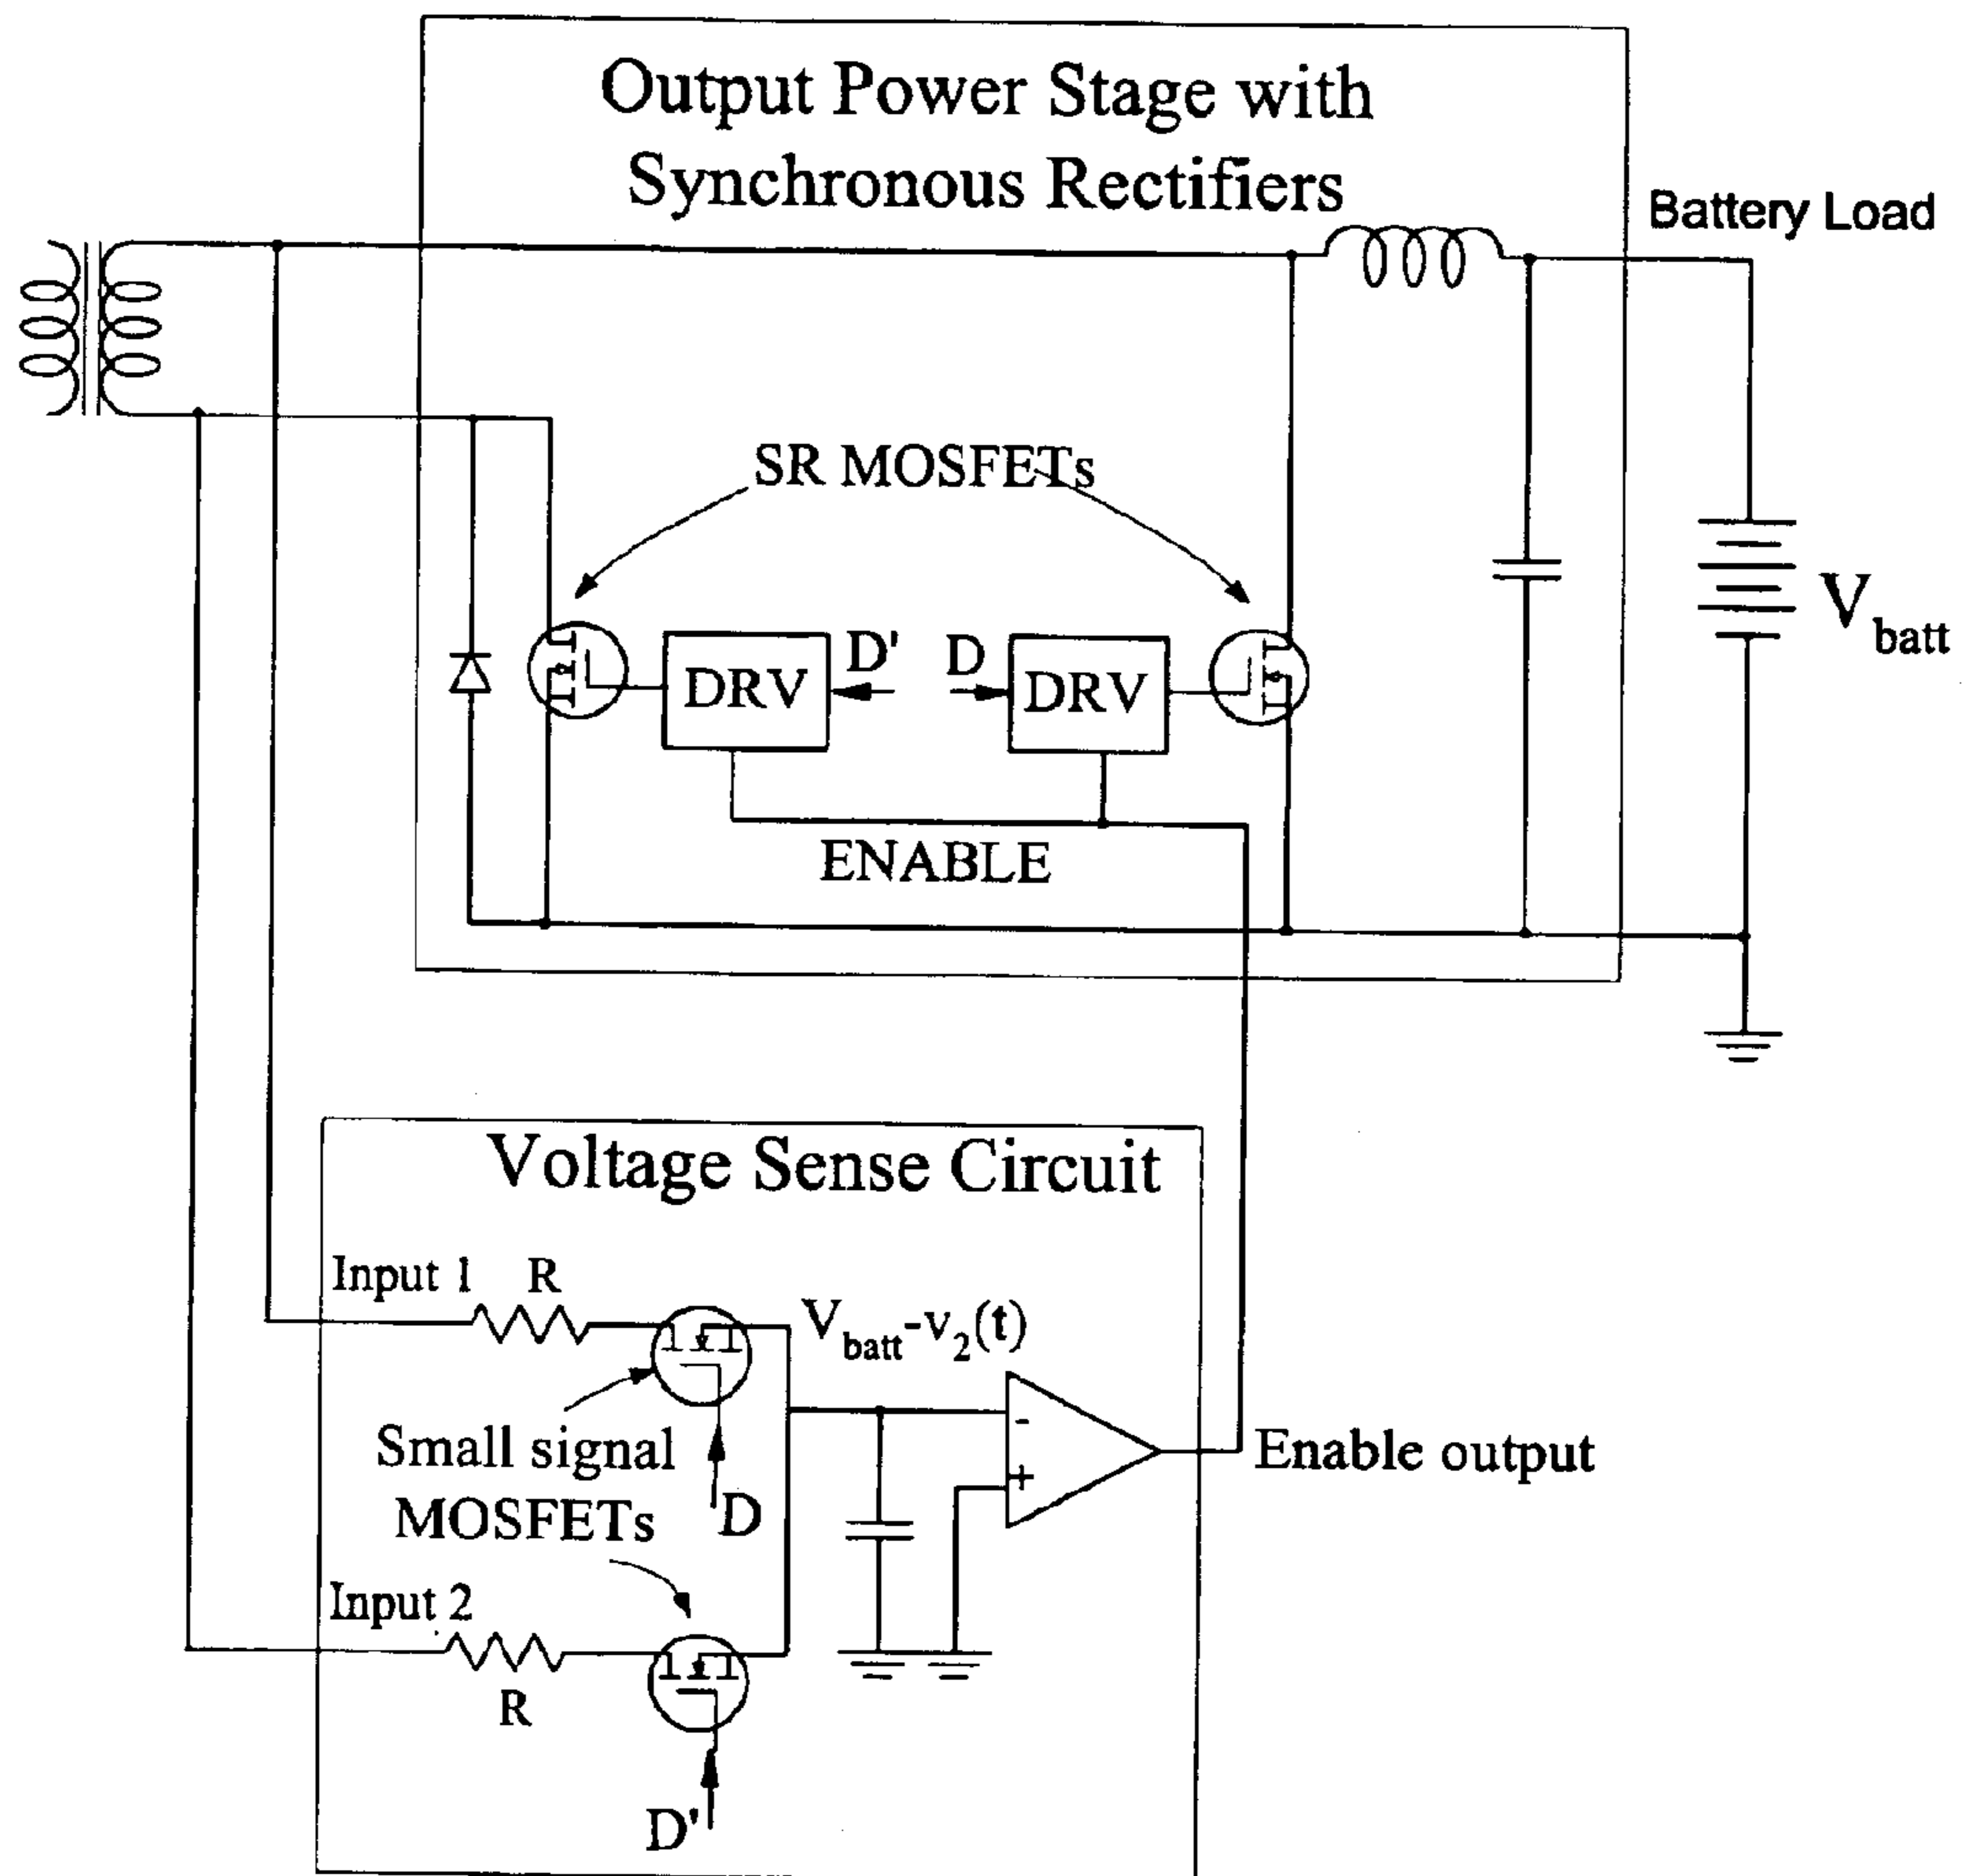 Output Power Stage with
Synchronous Rectifiers
Battery Load
SR MOSFETs
DRV
D'
D
DRV
V_batt
ENABLE
Voltage Sense Circuit
Input 1
R
V_batt-v_2(t)
Small signal
MOSFETs
D
-
+
Enable output
Input 2
R
D'